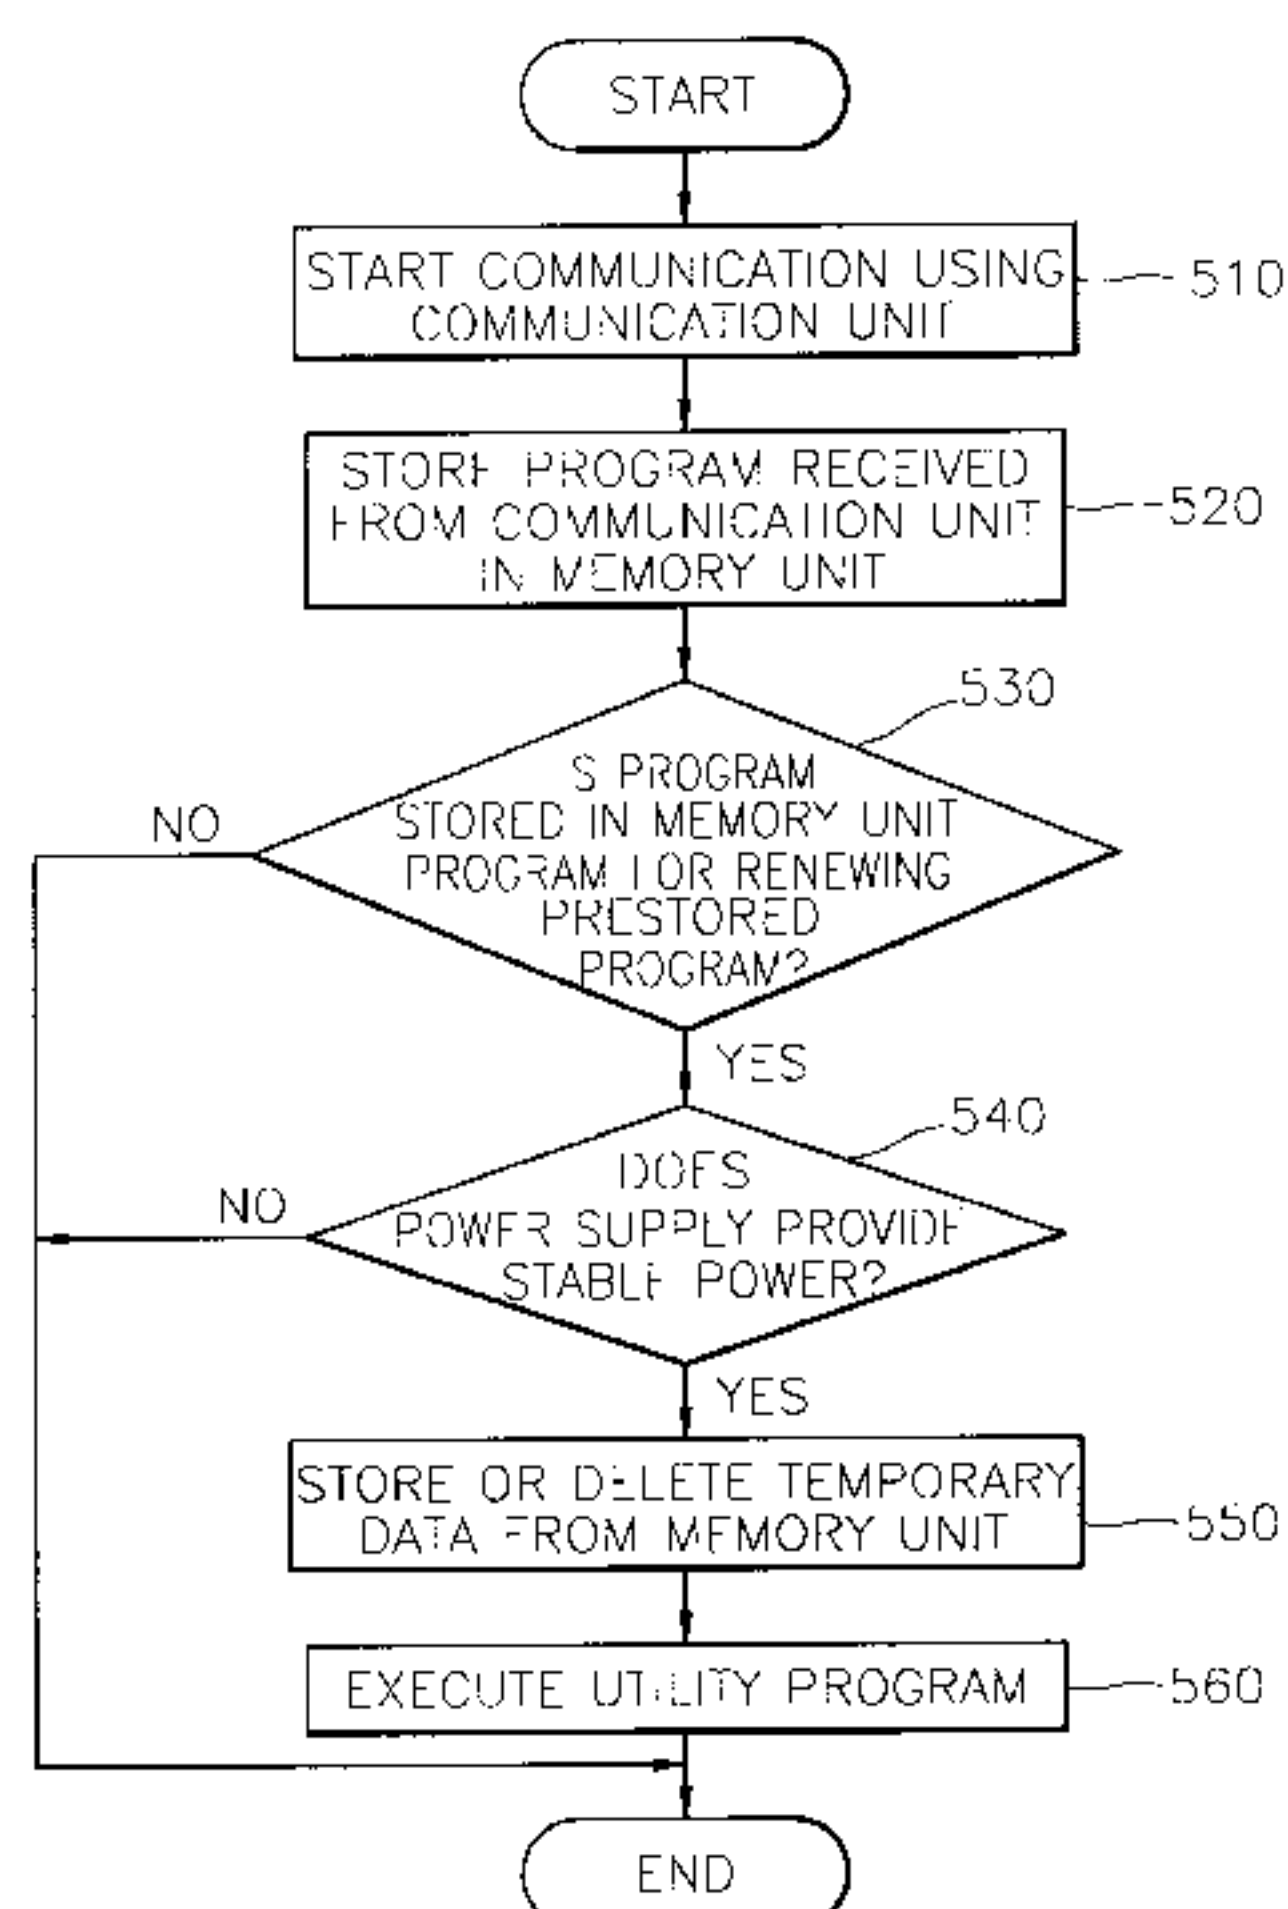 START
START COMMUNICATION USING
COMMUNICATION UNIT
510
STORE PROGRAM RECEIVED
FROM COMMUNICATION UNIT
IN MEMORY UNIT
520
530
S PROGRAM
STORED IN MEMORY UNIT
PROGRAM FOR RENEWING
PRESTORED
PROGRAM?
NO
YES
540
DOES
POWER SUPPLY PROVIDE
STABLE POWER?
NO
YES
STORE OR DELETE TEMPORARY
DATA FROM MEMORY UNIT
550
EXECUTE UTILITY PROGRAM
560
END